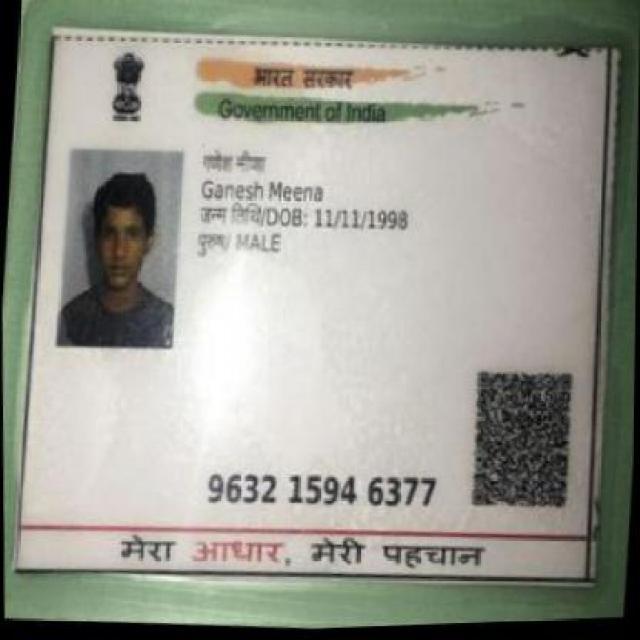 भारत सरकार
Government of India
गणेश मीना
Ganesh Meena
जन्म तिथि/DOB: 11/11/1998
पुरुष/ MALE
9632 1594 6377
मेरा आधार, मेरी पहचान